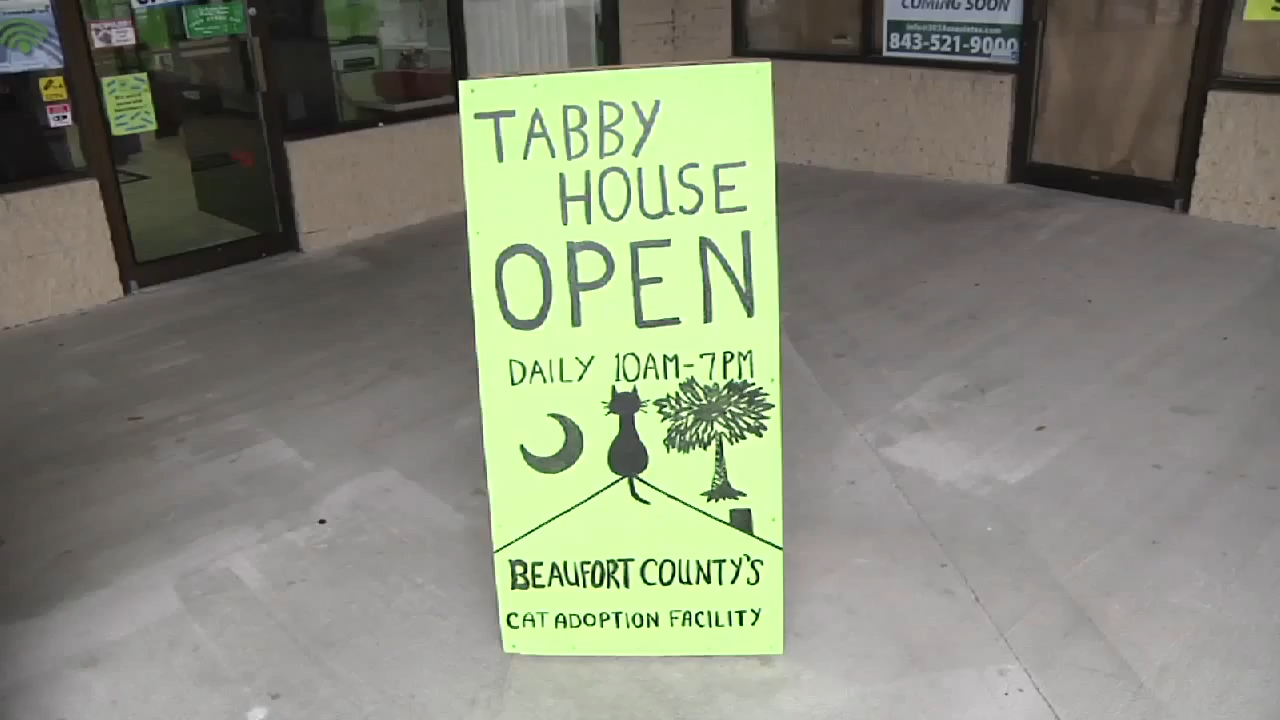 COMING SOON
843-521-9000
TABBY
HOUSE
OPEN
DAILY 10AM-7PM
BEAUFORT COUNTY'S
CAT ADOPTION FACILITY